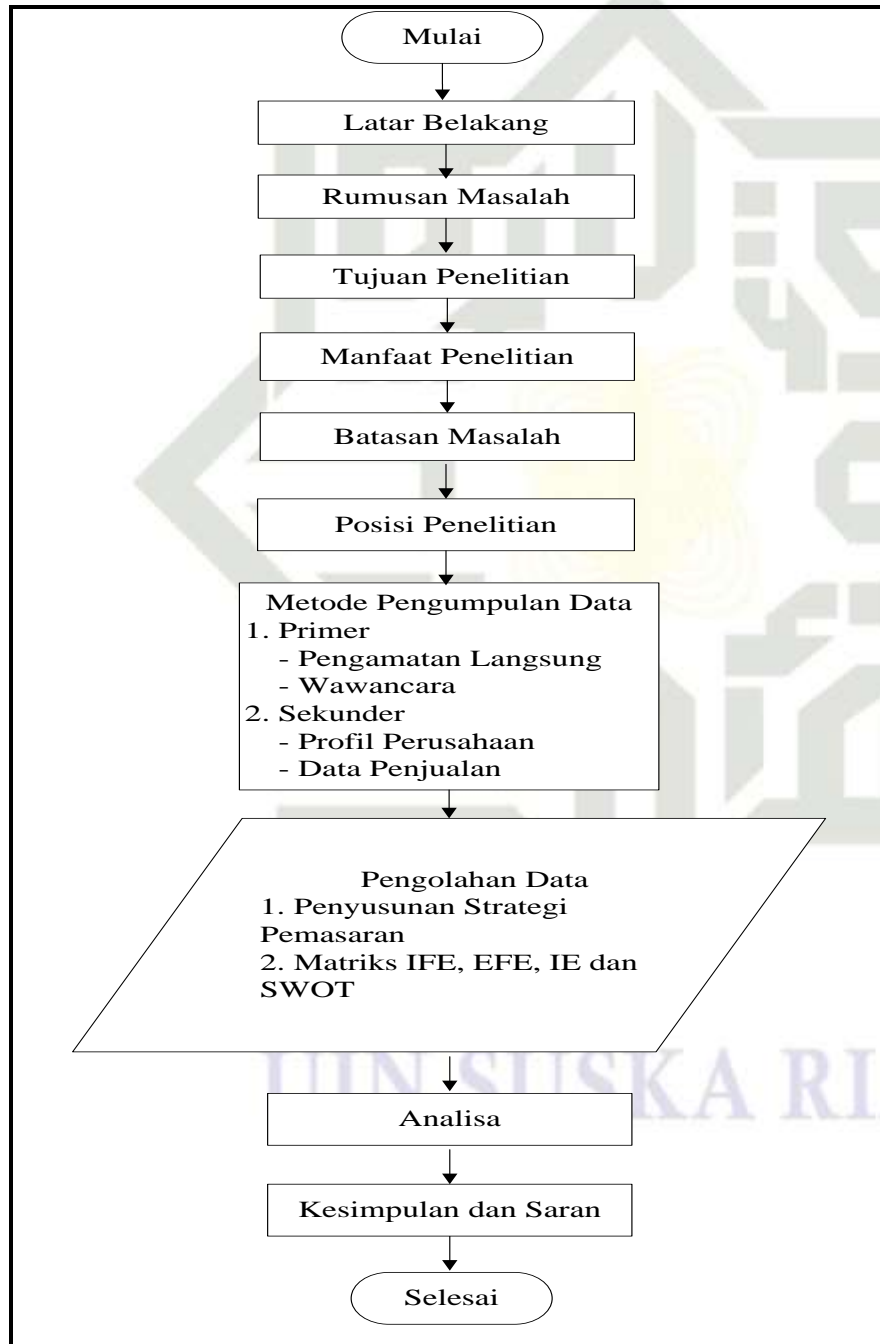 Mulai
Latar Belakang
Rumusan Masalah
Tujuan Penelitian
Manfaat Penelitian
Batasan Masalah
Posisi Penelitian
Metode Pengumpulan Data
1. Primer
- Pengamatan Langsung
- Wawancara
2. Sekunder
- Profil Perusahaan
- Data Penjualan
Pengolahan Data
1. Penyusunan Strategi
Pemasaran
2. Matriks IFE, EFE, IE dan
SWOT
UIN SUSKA RI
Analisa
Kesimpulan dan Saran
Selesai